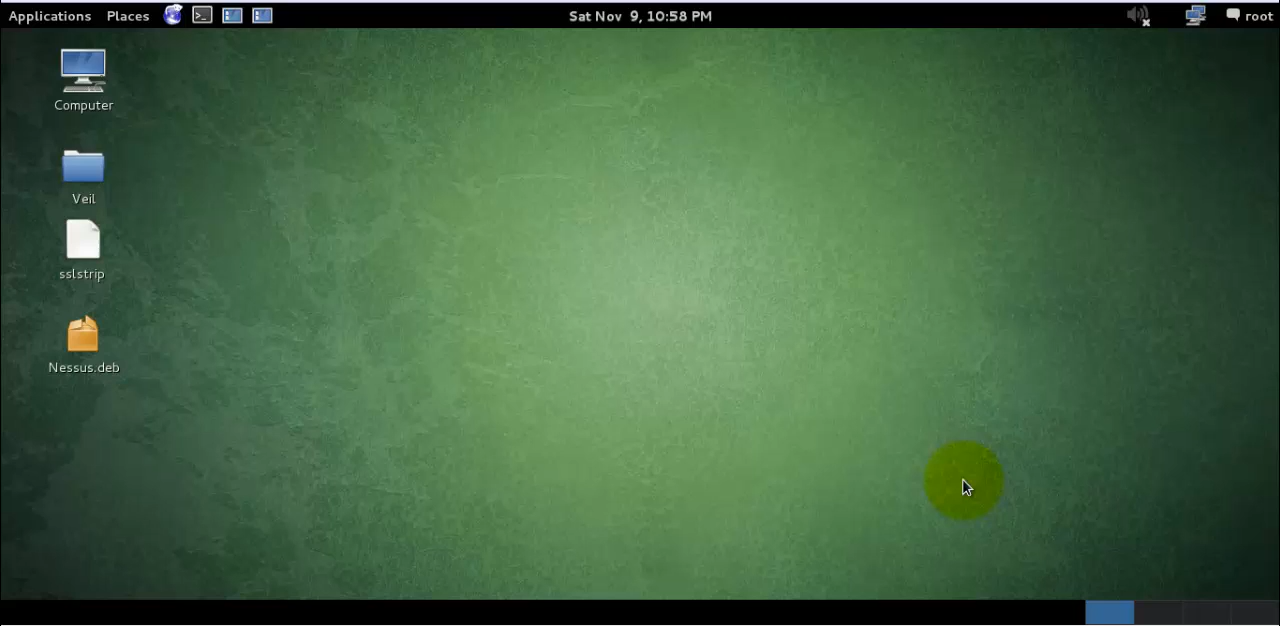 Applications Places Sat Nov 9, 10:58 PM root
Computer
Veil
sslstrip
Nessus.deb